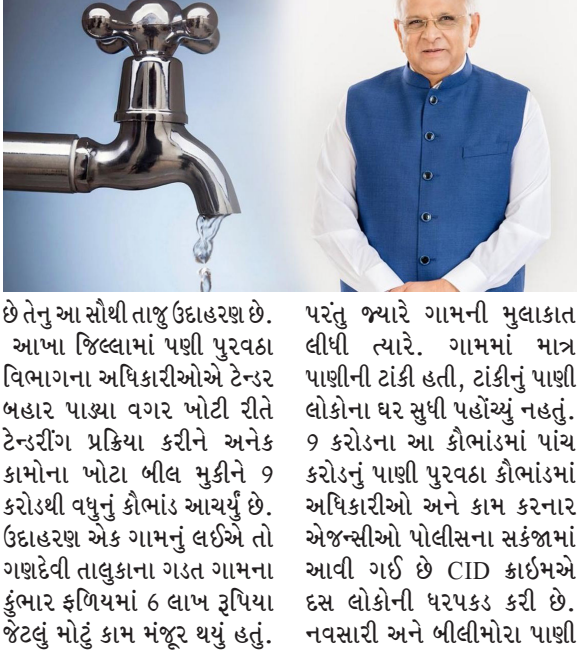 છે તેનુ આ સૌથી તાજુ ઉદાહરણ છે.
આખા જિલ્લામાં પણી પુરવઠા
વિભાગના અધિકારીઓએ ટેન્ડર
બહાર પાડ્યા વગર ખોટી રીતે
ટેન્ડરીંગ પ્રક્રિયા કરીને અનેક
કામોના ખોટા બીલ મુકીને 9
કરોડથી વધુનું કૌભાંડ આચર્યું છે.
ઉદાહરણ એક ગામનું લઈએ તો
ગણદેવી તાલુકાના ગડત ગામના
કુંભાર ફળિયમાં 6 લાખ રૂપિયા
જેટલું મોટું કામ મંજૂર થયું હતું.
પરંતુ જ્યારે ગામની મુલાકાત
લીધી ત્યારે. ગામમાં માત્ર
પાણીની ટાંકી હતી, ટાંકીનું પાણી
લોકોના ઘર સુધી પહોંચ્યું નહતું.
9 કરોડના આ કૌભાંડમાં પાંચ
કરોડનું પાણી પુરવઠા કૌભાંડમાં
અધિકારીઓ અને કામ કરનાર
એજન્સીઓ પોલીસના સકંજામાં
આવી ગઈ છે CID ક્રાઇમએ
દસ લોકોની ધરપકડ કરી છે.
નવસારી અને બીલીમોરા પાણી